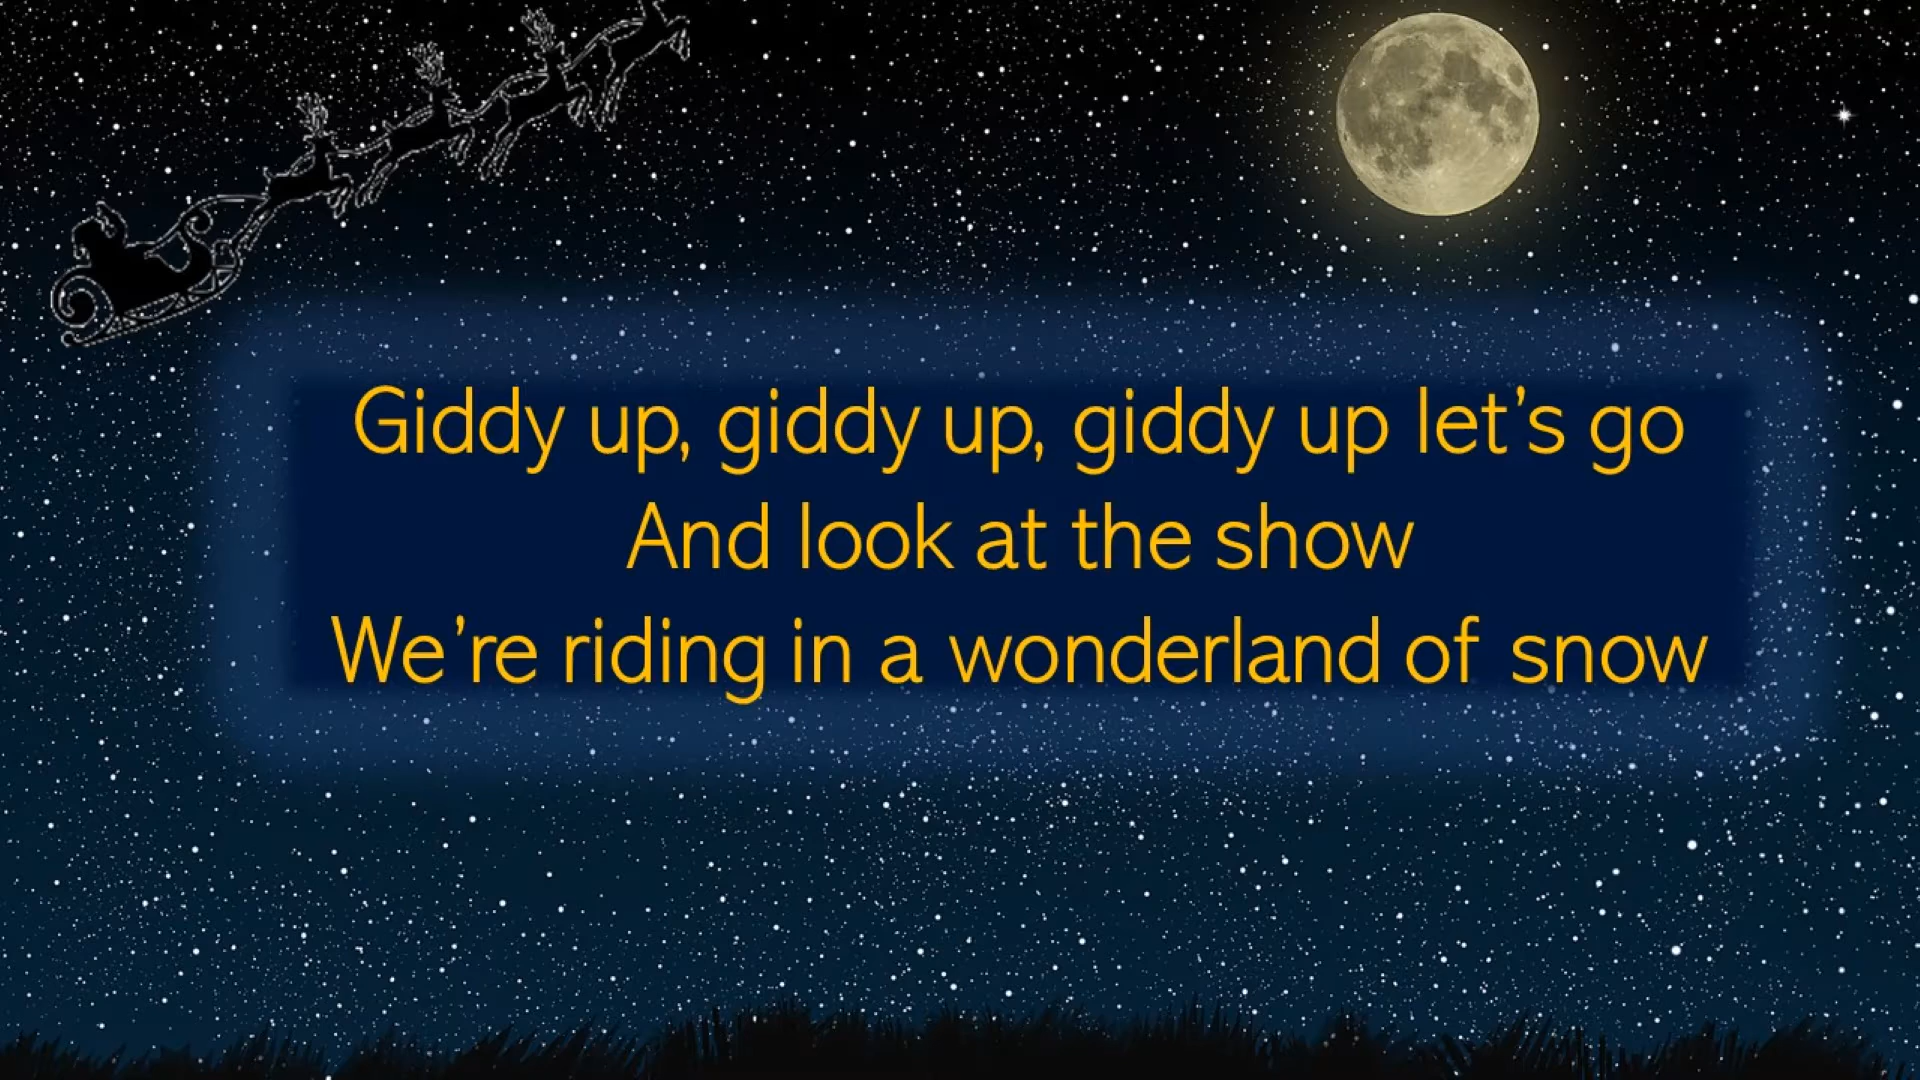 Giddy up, giddy up, giddy up let’s go
And look at the show
We’re riding in a wonderland of snow